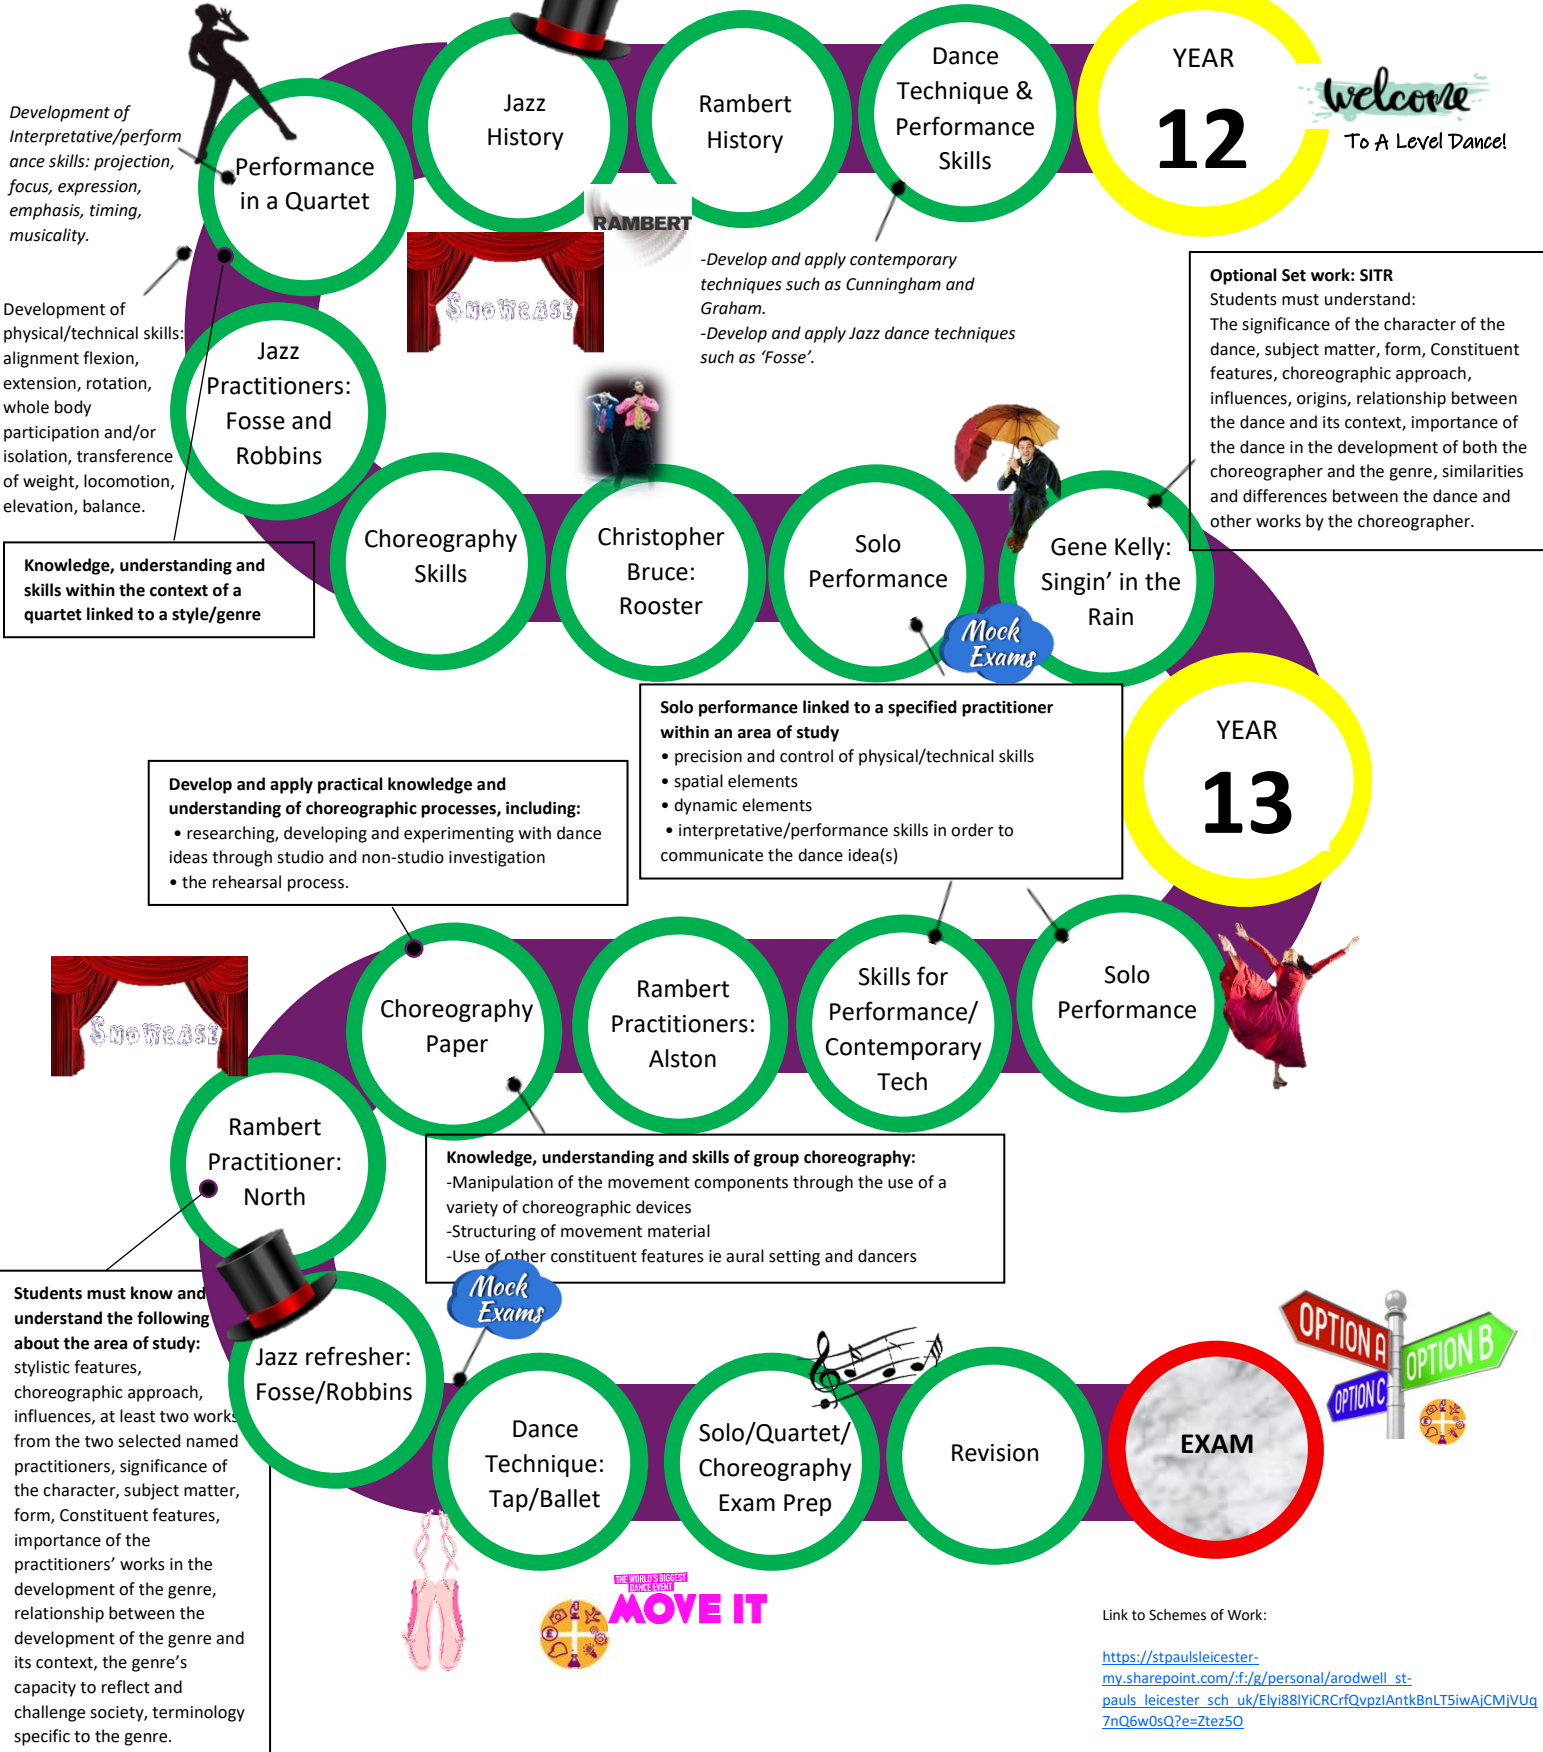 YEAR
12
welcome
To A Level Dance!
Dance
Technique &
Performance
Skills
Rambert
History
Jazz
History
Performance
in a Quartet
Development of
Interpretative/perform
ance skills: projection,
focus, expression,
emphasis, timing,
musicality.
RAMBERT
SHOWCASE
-Develop and apply contemporary
techniques such as Cunningham and
Graham.
-Develop and apply Jazz dance techniques
such as ‘Fosse’.
Development of
physical/technical skills:
alignment flexion,
extension, rotation,
whole body
participation and/or
isolation, transference
of weight, locomotion,
elevation, balance.
Jazz
Practitioners:
Fosse and
Robbins
Knowledge, understanding and
skills within the context of a
quartet linked to a style/genre
Choreography
Skills
Christopher
Bruce:
Rooster
Solo
Performance
Mock
Exams
Gene Kelly:
Singin’ in the
Rain
Optional Set work: SITR
Students must understand:
The significance of the character of the
dance, subject matter, form, Constituent
features, choreographic approach,
influences, origins, relationship between
the dance and its context, importance of
the dance in the development of both the
choreographer and the genre, similarities
and differences between the dance and
other works by the choreographer.
YEAR
13
Solo performance linked to a specified practitioner
within an area of study
• precision and control of physical/technical skills
• spatial elements
• dynamic elements
• interpretative/performance skills in order to
communicate the dance idea(s)
Develop and apply practical knowledge and
understanding of choreographic processes, including:
• researching, developing and experimenting with dance
ideas through studio and non-studio investigation
• the rehearsal process.
Solo
Performance
Skills for
Performance/
Contemporary
Tech
Rambert
Practitioners:
Alston
Choreography
Paper
SHOWCASE
Rambert
Practitioner:
North
Knowledge, understanding and skills of group choreography:
-Manipulation of the movement components through the use of a
variety of choreographic devices
-Structuring of movement material
-Use of other constituent features ie aural setting and dancers
Students must know and
understand the following
about the area of study:
stylistic features,
choreographic approach,
influences, at least two works
from the two selected named
practitioners, significance of
the character, subject matter,
form, Constituent features,
importance of the
practitioners’ works in the
development of the genre,
relationship between the
development of the genre and
its context, the genre’s
capacity to reflect and
challenge society, terminology
specific to the genre.
Jazz refresher:
Fosse/Robbins
Mock
Exams
Dance
Technique:
Tap/Ballet
Solo/Quartet/
Choreography
Exam Prep
Revision
EXAM
OPTION A
OPTION B
OPTION C
THE WORLD'S BIGGEST
DANCE EVENT
MOVE IT
Link to Schemes of Work:
https://stpaulsleicester-
my.sharepoint.com/:f:/g/personal/arodwell_st-
pauls_leicester_sch_uk/Elyi88lYiCRCrfQvpzIAntkBnLT5iwAjCMjVUq
7nQ6w0sQ?e=Ztez5O